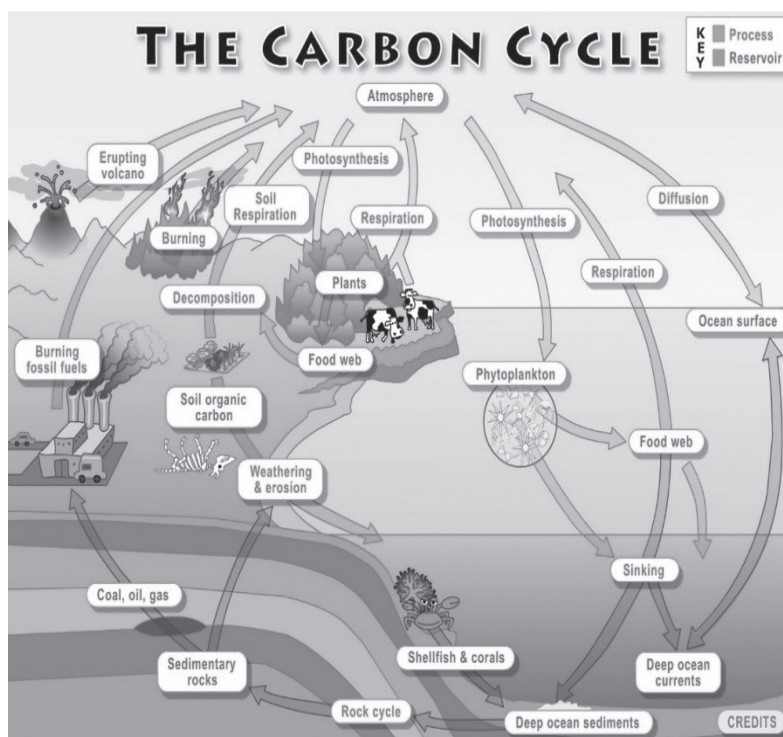 THE CARBON CYCLE
KEY
Process
Reservoir
Atmosphere
Erupting
volcano
Photosynthesis
Soil
Respiration
Burning
Respiration
Photosynthesis
Diffusion
Respiration
Decomposition
Plants
Ocean surface
Burning
fossil fuels
Food web
Phytoplankton
Soil organic
carbon
Food web
Weathering
& erosion
Sinking
Coal, oil, gas
Shellfish & corals
Sedimentary
rocks
Deep ocean
currents
Rock cycle
Deep ocean sediments
CREDITS